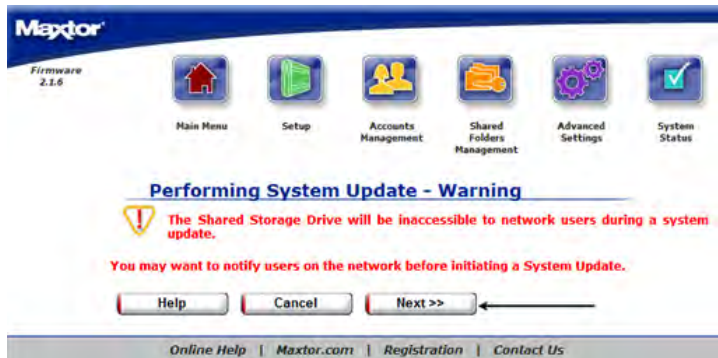 Maxtor
Firmware
2.1.6
Main Menu
Setup
Accounts
Management
Shared
Folders
Management
Advanced
Settings
System
Status
Performing System Update - Warning
The Shared Storage Drive will be inaccessible to network users during a system
update.
You may want to notify users on the network before initiating a System Update.
Help
Cancel
Next >>
Online Help | Maxtor.com | Registration | Contact Us